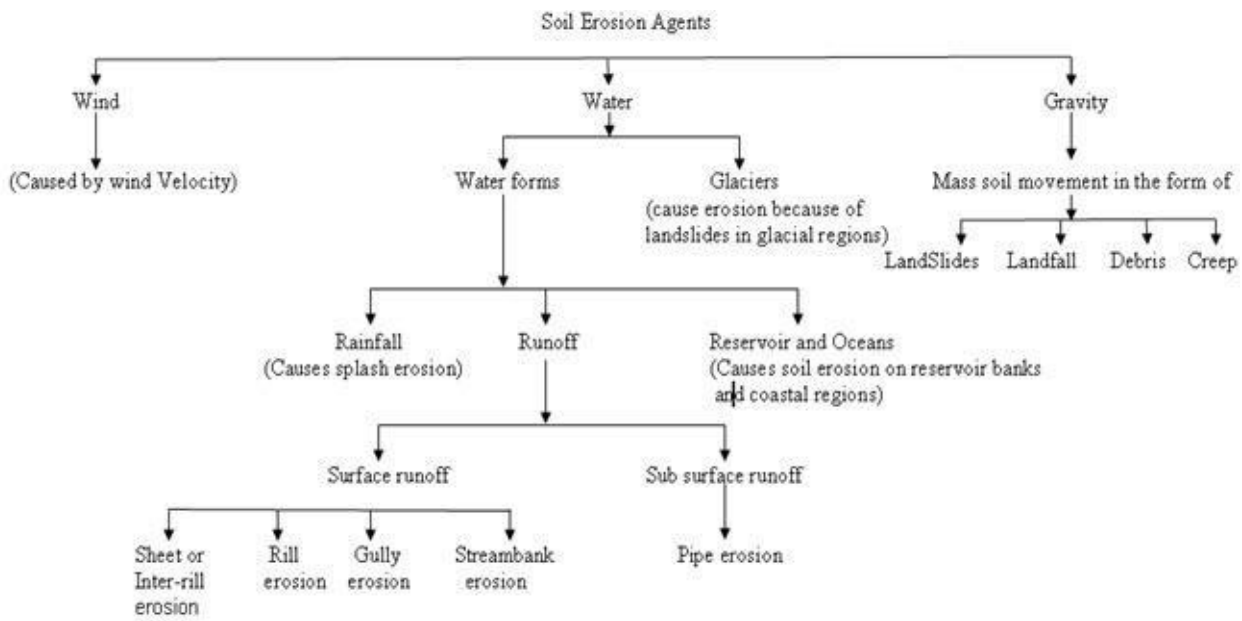 Soil Erosion Agents
Wind
Water
Gravity
(Caused by wind Velocity)
Water forms
Glaciers
(cause erosion because of
landslides in glacial regions)
Mass soil movement in the form of
LandSlides
Landfall
Debris
Creep
Rainfall
(Causes splash erosion)
Runoff
Reservoir and Oceans
(Causes soil erosion on reservoir banks
and coastal regions)
Surface runoff
Sub surface runoff
Sheet or
Inter-rill
erosion
Rill
erosion
Gully
erosion
Streambank
erosion
Pipe erosion